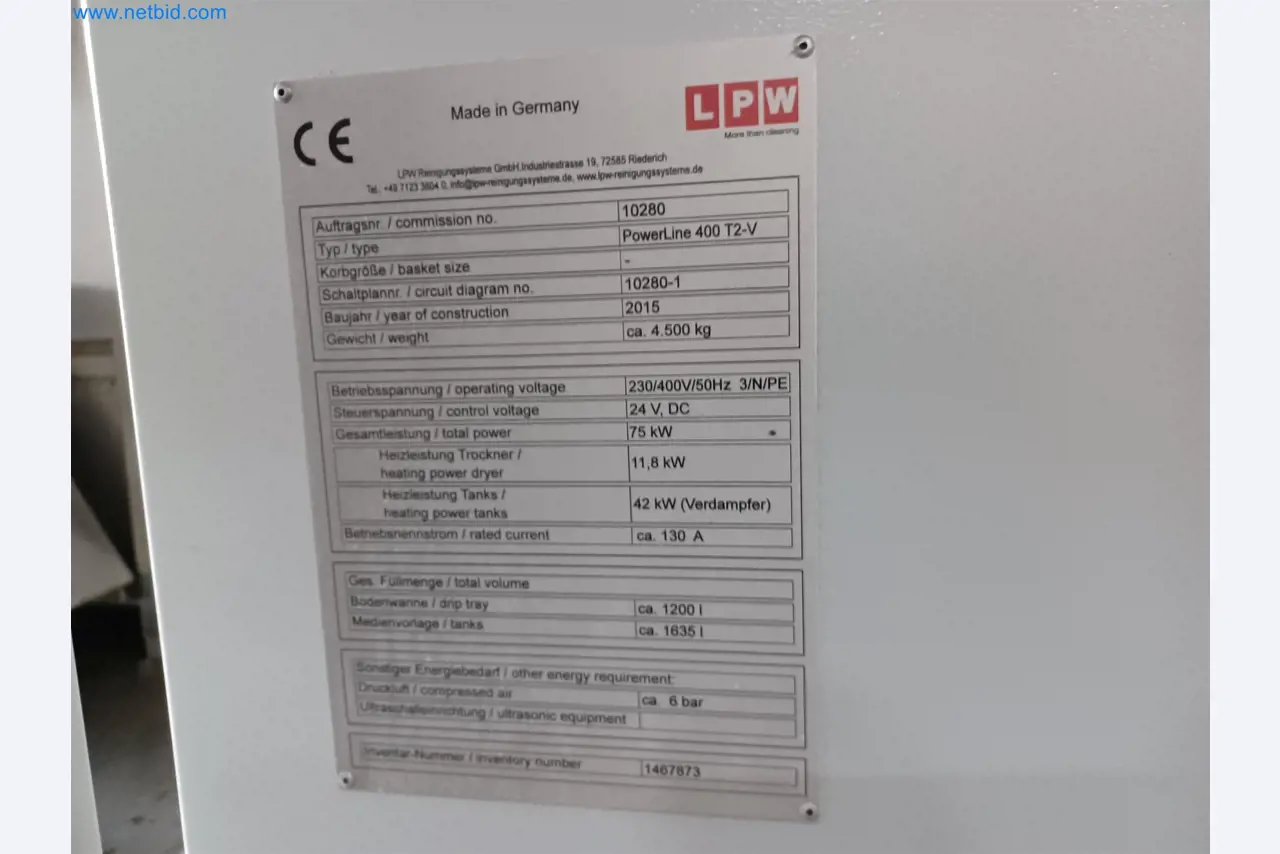 www.netbid.com
CE
Made in Germany
LPW
More than cleaning
LPW Reinigungssysteme GmbH,Industriestrasse 19, 72585 Riederich
Tel. +49 7123 3804 0, info@lpw-reinigungssysteme.de, www.lpw-reinigungssysteme.de
Auftragsnr. / commission no. 10280
Typ / type PowerLine 400 T2-V
Korbgröße / basket size -
Schaltplannr. / circuit diagram no. 10280-1
Baujahr / year of construction 2015
Gewicht / weight ca. 4.500 kg
Betriebsspannung / operating voltage 230/400V/50Hz 3/N/PE
Steuerspannung / control voltage 24 V, DC
Gesamtleistung / total power 75 kW
Heizleistung Trockner /
heating power dryer 11,8 kW
Heizleistung Tanks /
heating power tanks 42 kW (Verdampfer)
Betriebsnennstrom / rated current ca. 130 A
Ges. Füllmenge / total volume
Bodenwanne / drip tray ca. 1200 l
Medienvorlage / tanks ca. 1635 l
Sonstiger Energiebedarf / other energy requirement:
Druckluft / compressed air ca. 6 bar
Ultraschalleinrichtung / ultrasonic equipment
Inventar-Nummer / inventory number 1467873